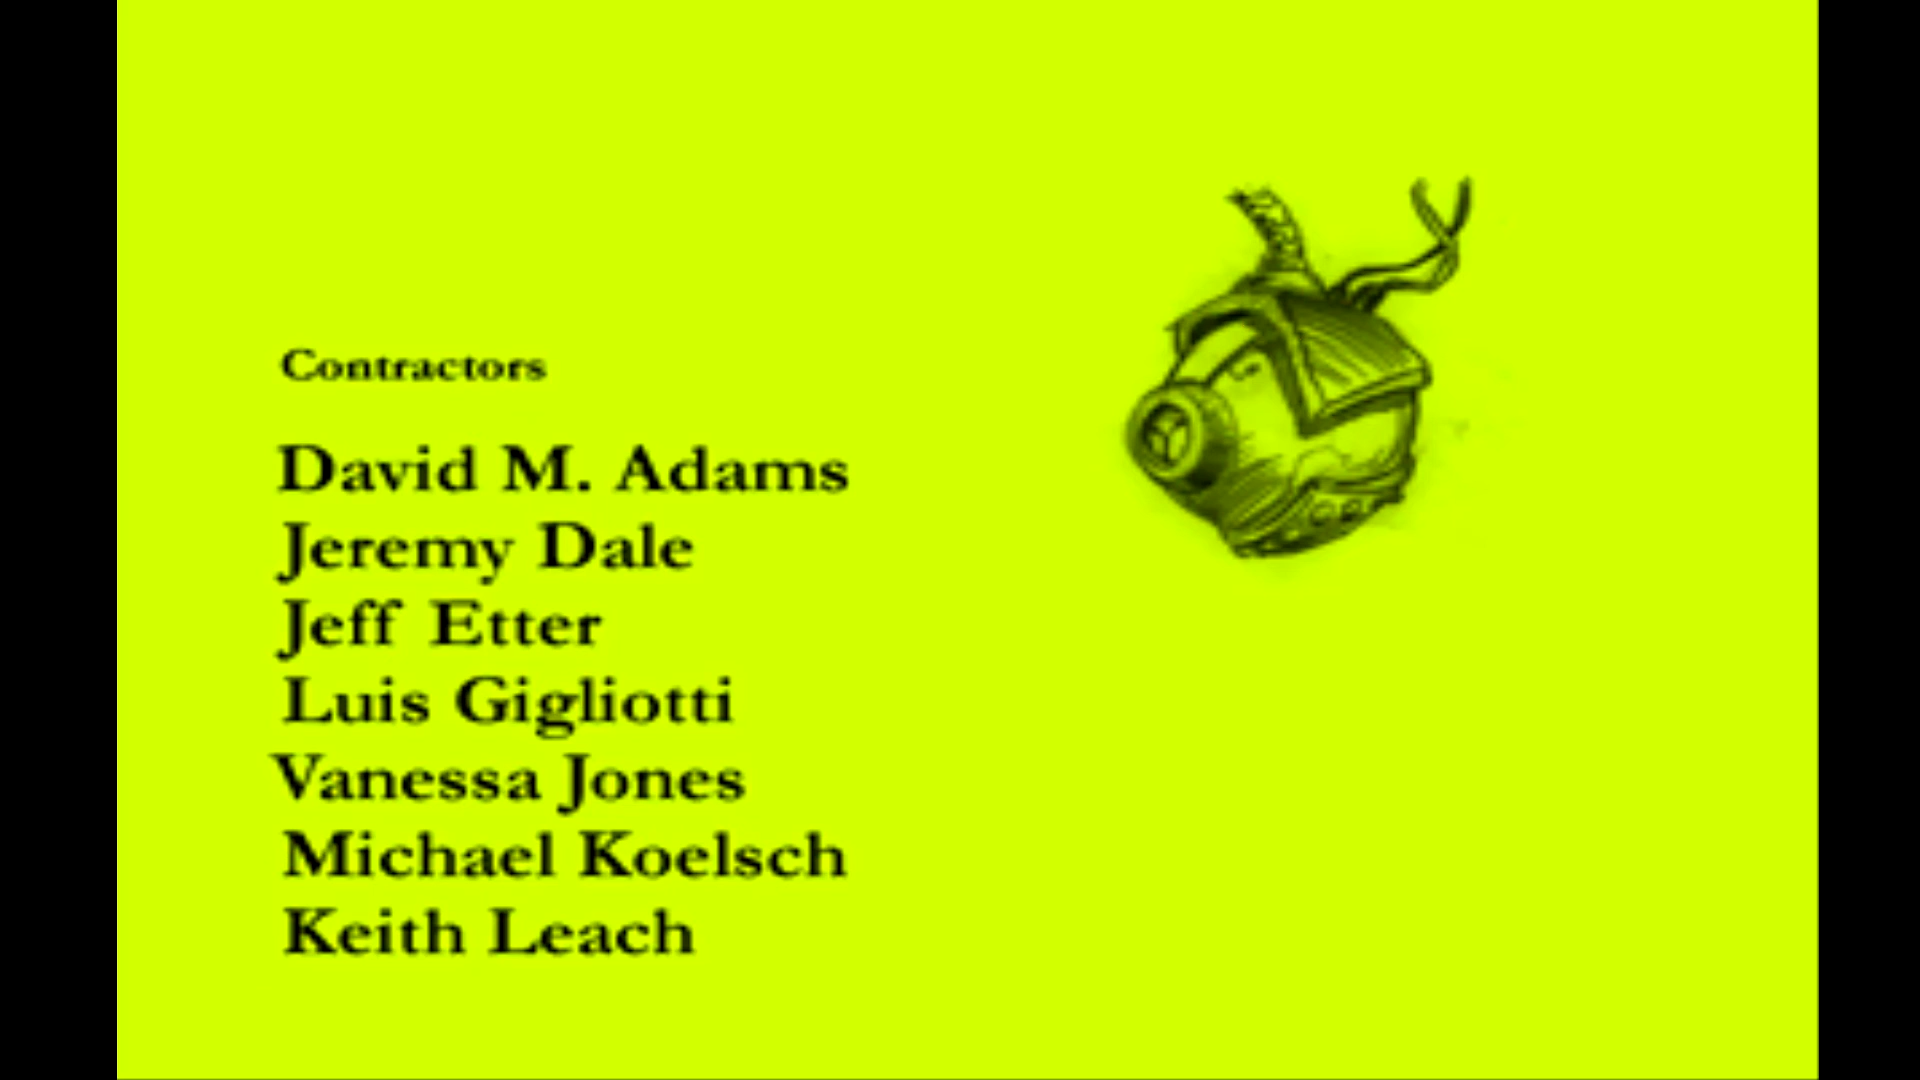 Contractors
David M. Adams
Jeremy Dale
Jeff Etter
Luis Gigliotti
Vanessa Jones
Michael Koelsch
Keith Leach